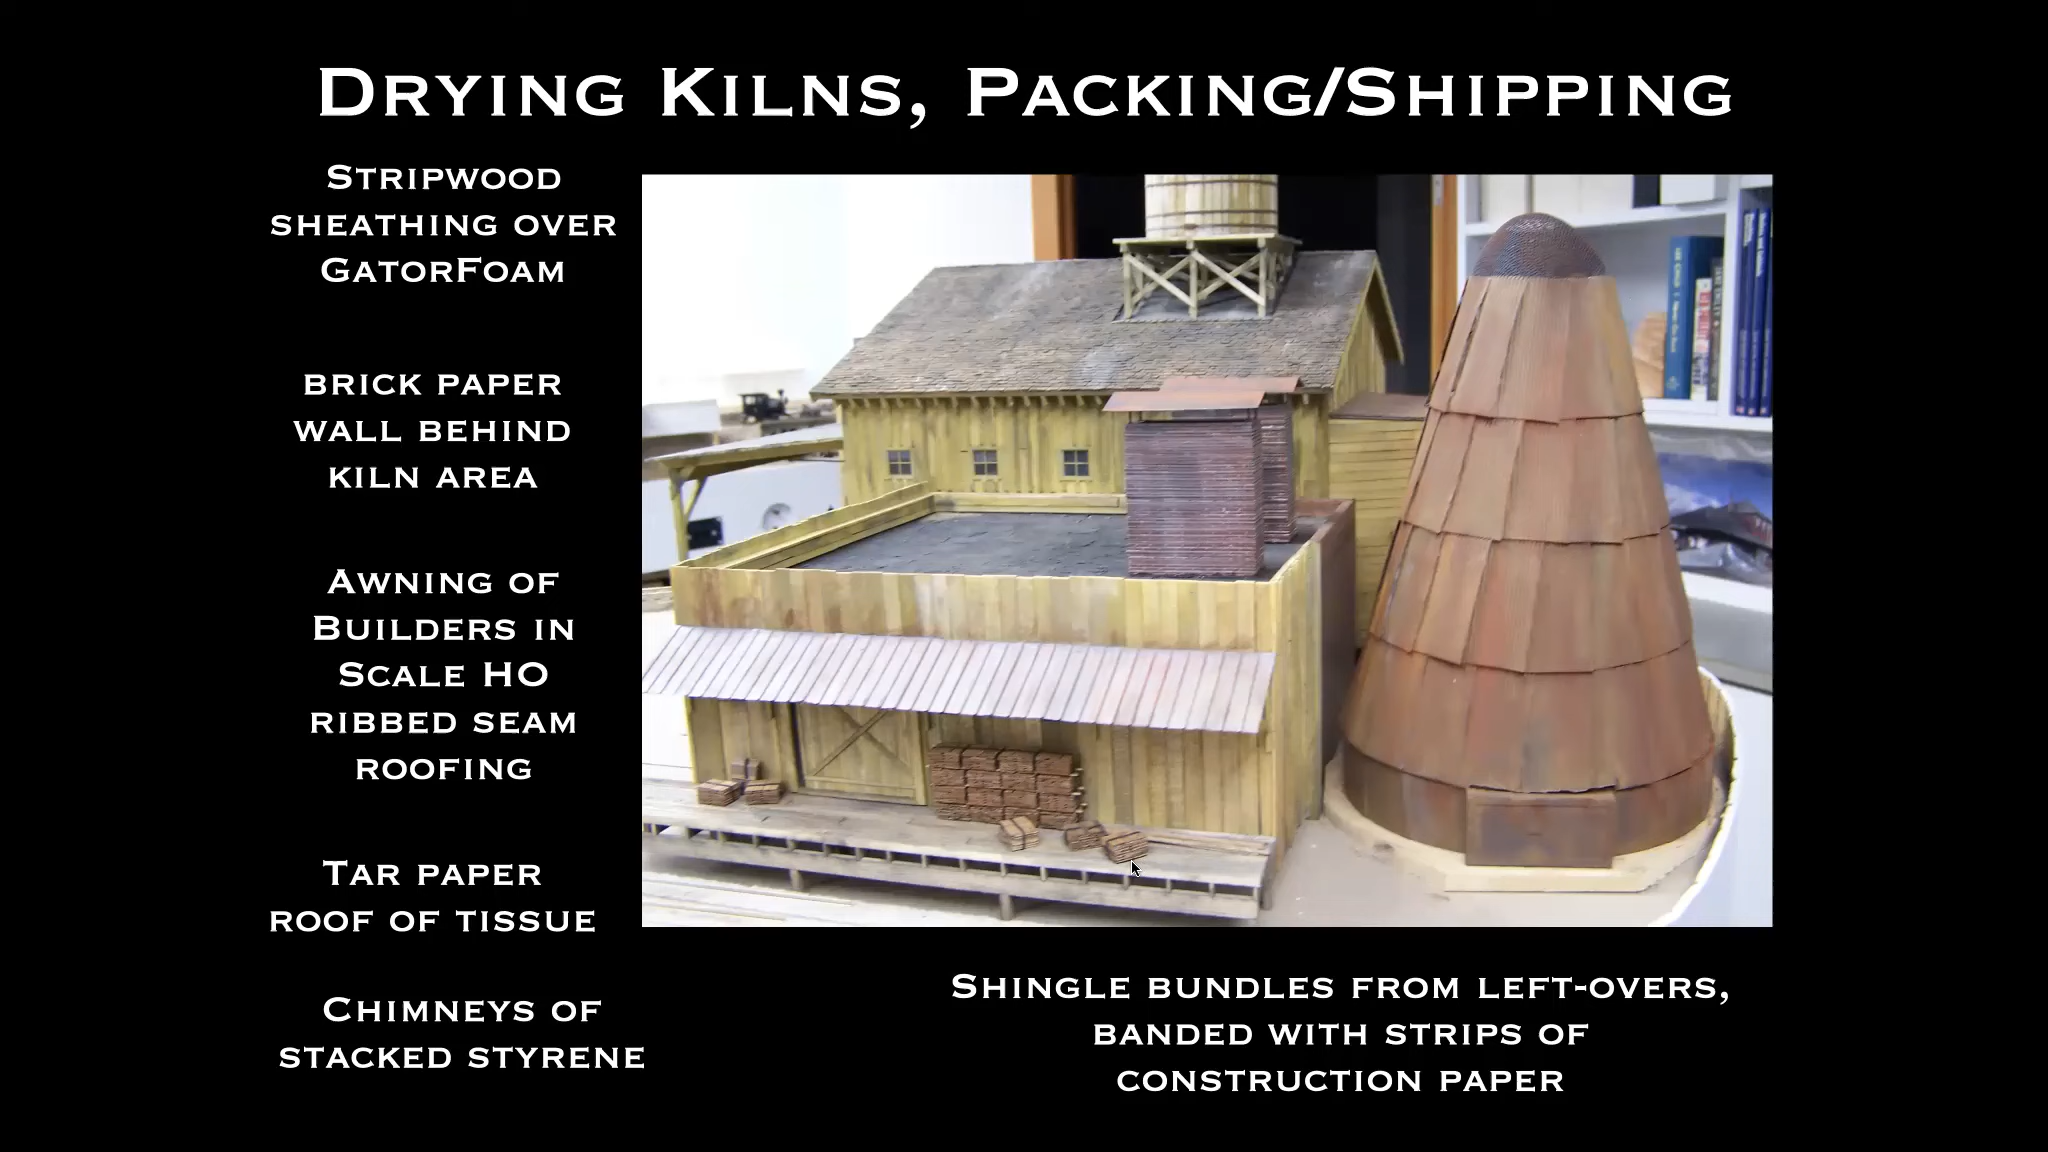 Drying Kilns, Packing/Shipping
Stripwood
sheathing over
GatorFoam
brick paper
wall behind
kiln area
Awning of
Builders in
Scale HO
ribbed seam
roofing
Tar paper
roof of tissue
Chimneys of
stacked styrene
Shingle bundles from left-overs,
banded with strips of
construction paper